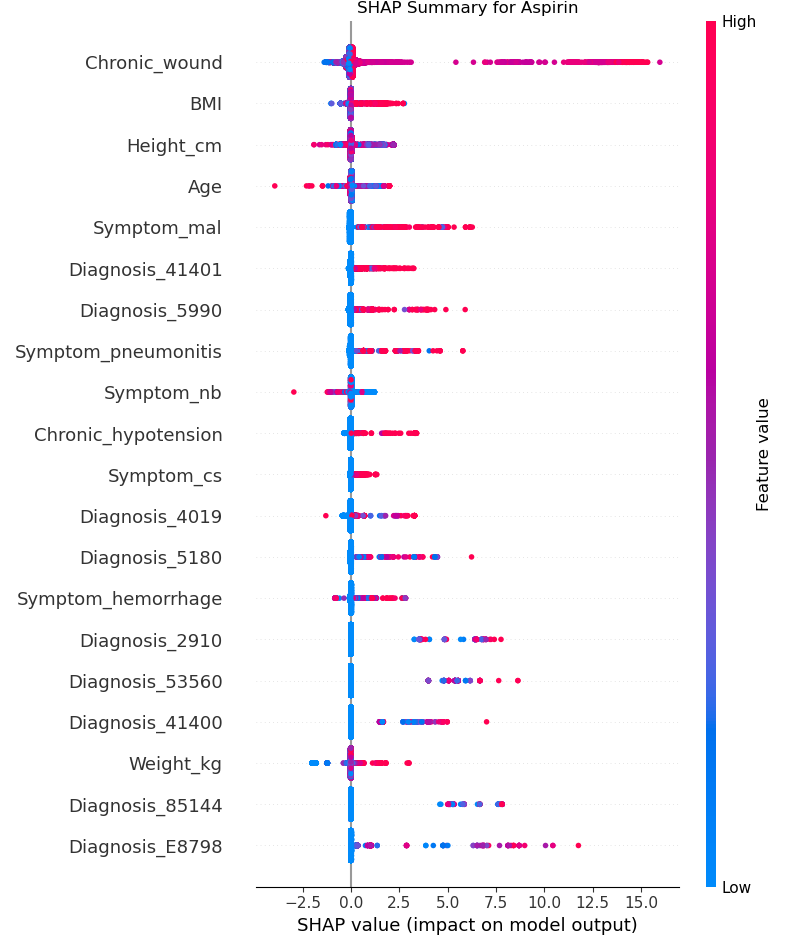 SHAP Summary for Aspirin
High
Chronic_wound
BMI
Height_cm
Age
Symptom_mal
Diagnosis_41401
Diagnosis_5990
Symptom_pneumonitis
Symptom_nb
Chronic_hypotension
Symptom_cs
Diagnosis_4019
Diagnosis_5180
Symptom_hemorrhage
Diagnosis_2910
Diagnosis_53560
Diagnosis_41400
Weight_kg
Diagnosis_85144
Diagnosis_E8798
Feature value
Low
−2.5 0.0 2.5 5.0 7.5 10.0 12.5 15.0
SHAP value (impact on model output)